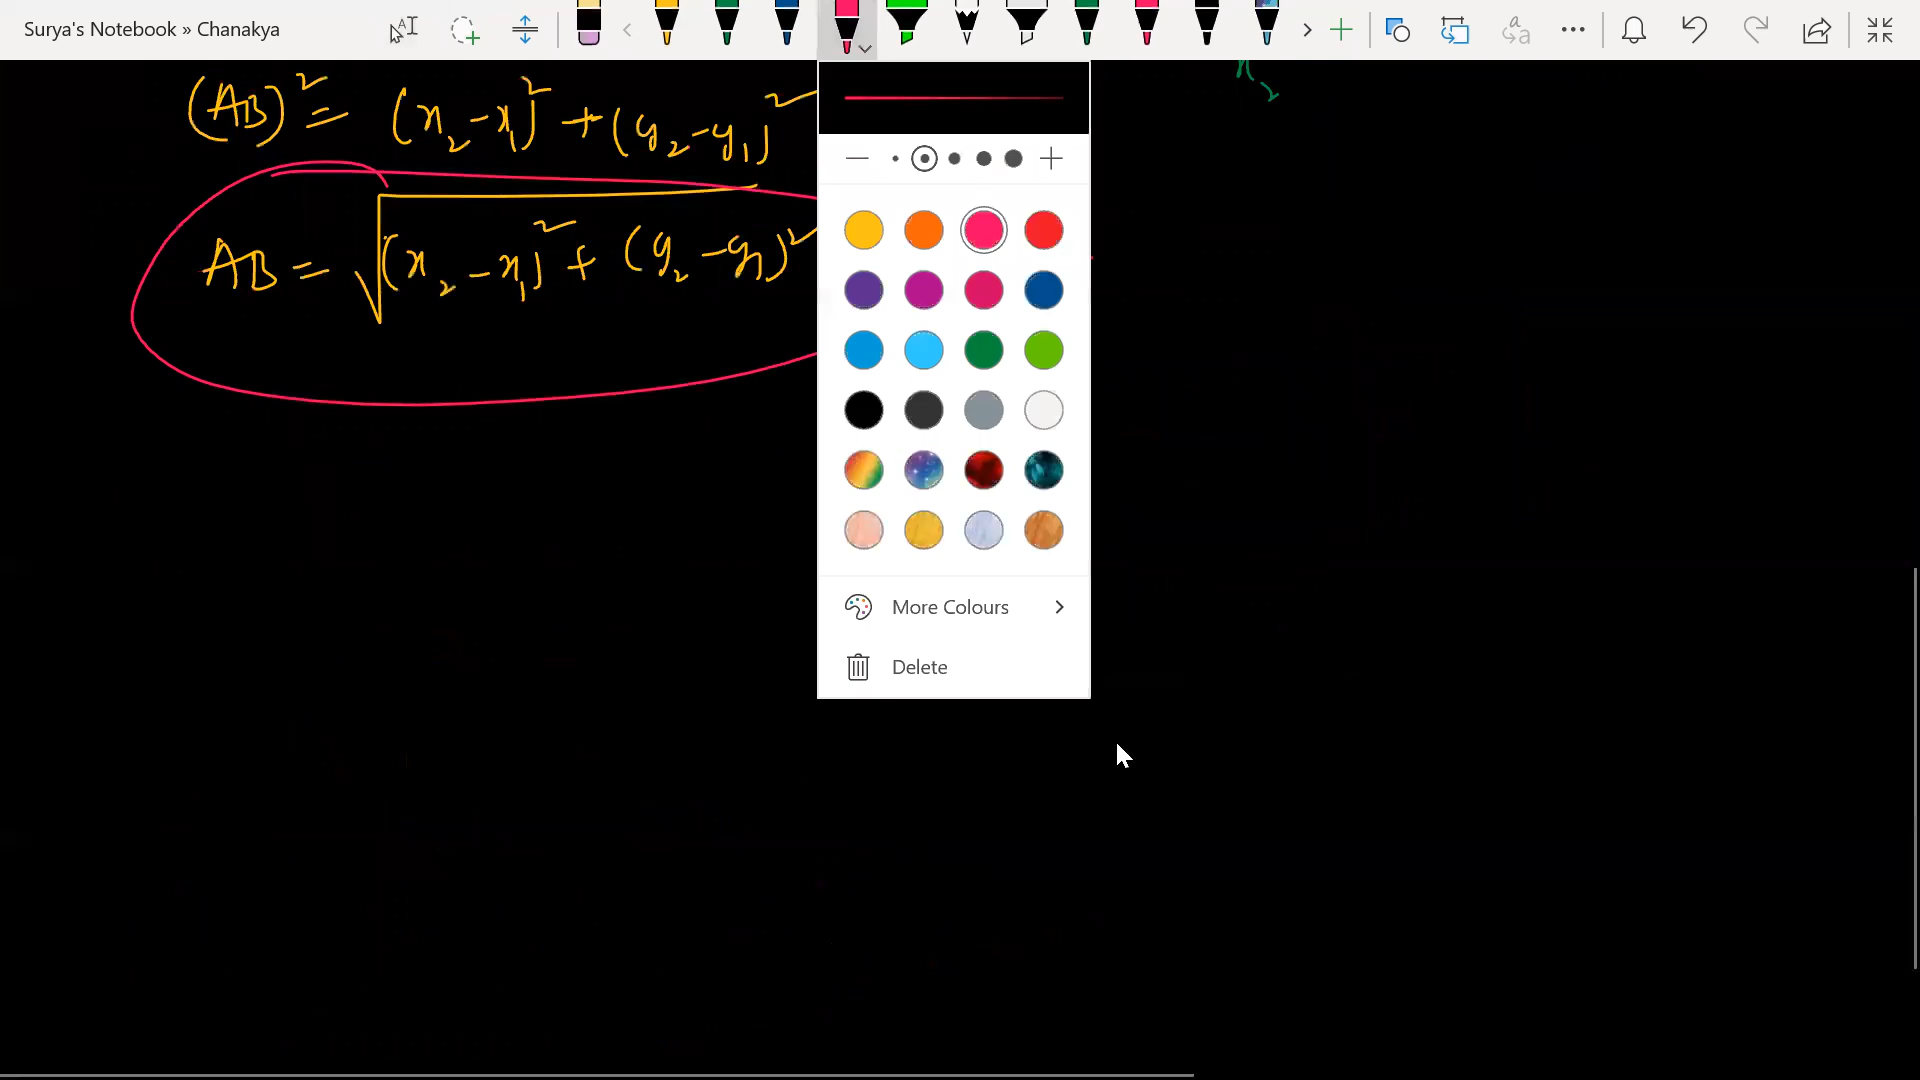 Surya's Notebook » Chanakya
(AB)² = (x₂-x₁)² + (y₂-y₁)²
AB = √(x₂-x₁)² + (y₂-y₁)²
x₂
More Colours
Delete